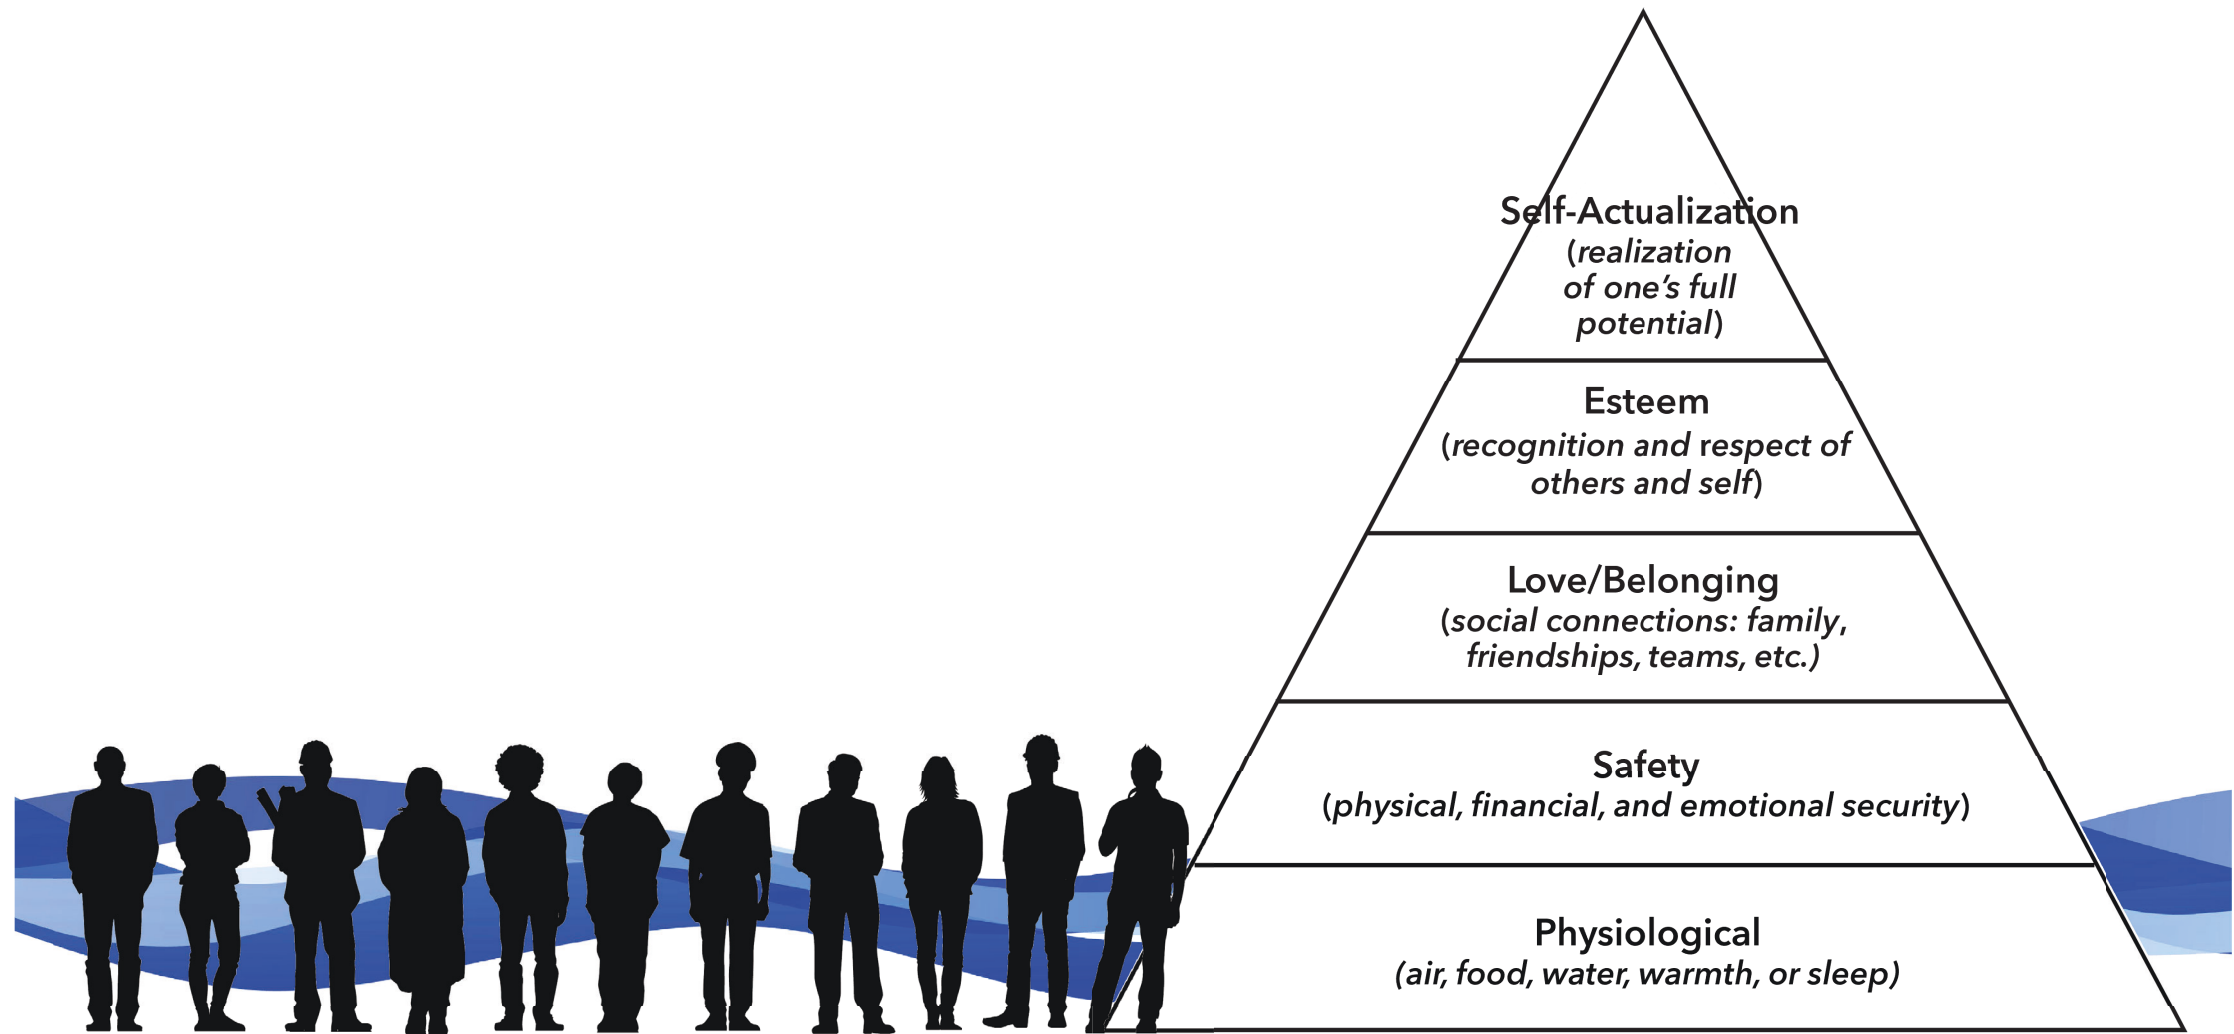 Self-Actualization
(realization
of one’s full
potential)
Esteem
(recognition and respect of
others and self)
Love/Belonging
(social connections: family,
friendships, teams, etc.)
Safety
(physical, financial, and emotional security)
Physiological
(air, food, water, warmth, or sleep)